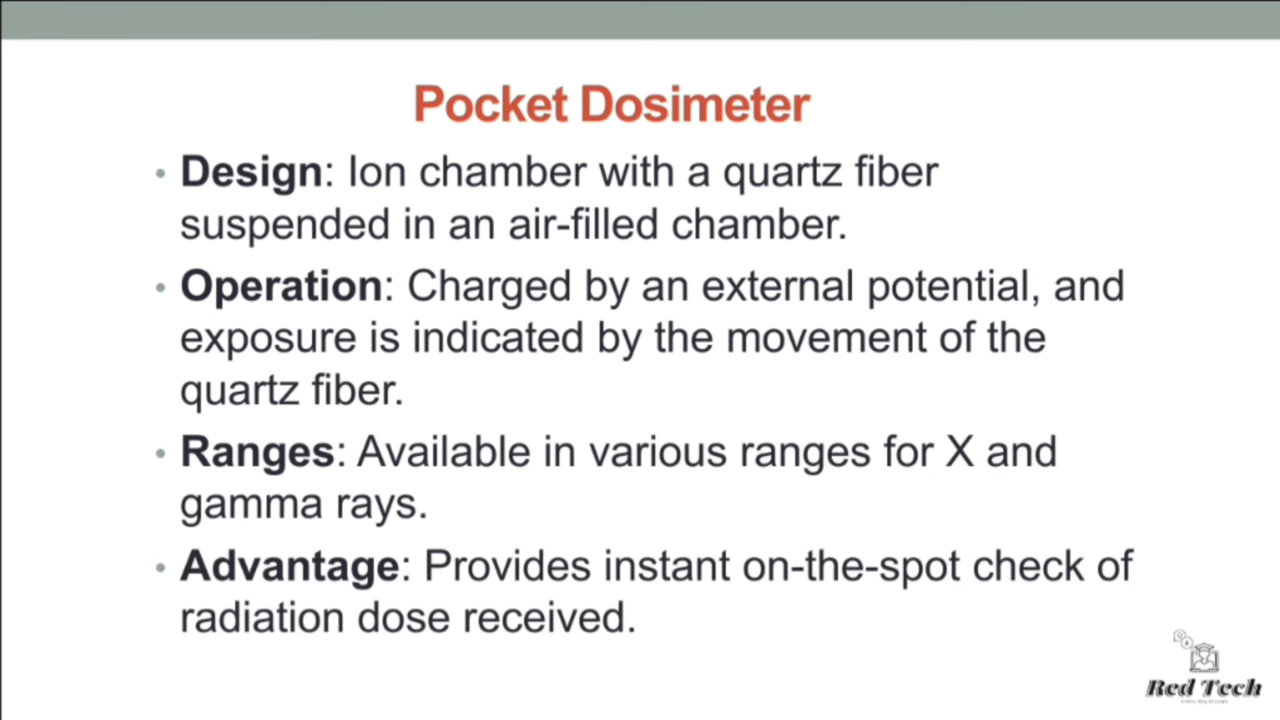 Pocket Dosimeter
• Design: Ion chamber with a quartz fiber
suspended in an air-filled chamber.
• Operation: Charged by an external potential, and
exposure is indicated by the movement of the
quartz fiber.
• Ranges: Available in various ranges for X and
gamma rays.
• Advantage: Provides instant on-the-spot check of
radiation dose received.
Red Tech